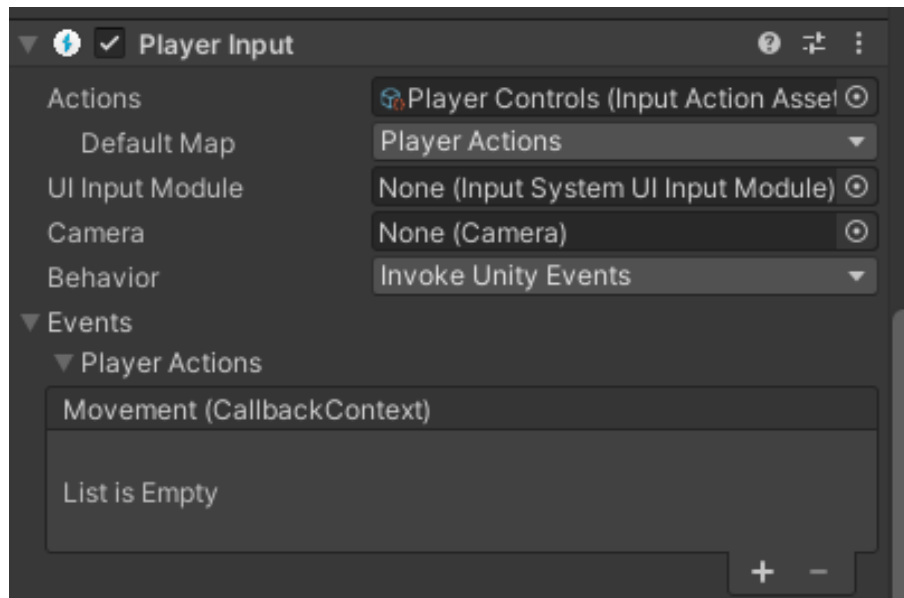 Player Input
Actions Player Controls (Input Action Asset
Default Map Player Actions
UI Input Module None (Input System UI Input Module)
Camera None (Camera)
Behavior Invoke Unity Events
Events
Player Actions
Movement (CallbackContext)
List is Empty